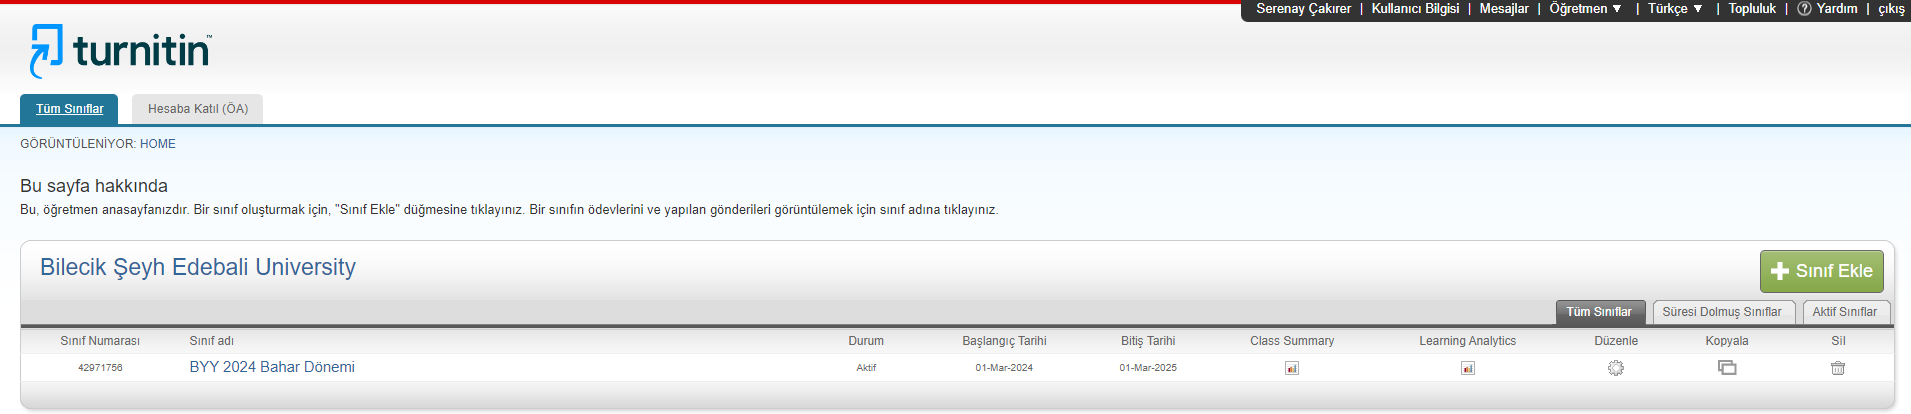 Serenay Çakırer | Kullanıcı Bilgisi | Mesajlar | Öğretmen ▼ | Türkçe ▼ | Topluluk | ? Yardım | çıkış
turnitin™
Tüm Sınıflar Hesaba Katıl (ÖA)
GÖRÜNTÜLENİYOR: HOME
Bu sayfa hakkında
Bu, öğretmen anasayfanızdır. Bir sınıf oluşturmak için, "Sınıf Ekle" düğmesine tıklayınız. Bir sınıfın ödevlerini ve yapılan gönderileri görüntülemek için sınıf adına tıklayınız.
Bilecik Şeyh Edebali University
Sınıf Ekle
Tüm Sınıflar Süresi Dolmuş Sınıflar Aktif Sınıflar
Sınıf Numarası Sınıf adı Durum Başlangıç Tarihi Bitiş Tarihi Class Summary Learning Analytics Düzenle Kopyala Sil
42971756 BYY 2024 Bahar Dönemi Aktif 01-Mar-2024 01-Mar-2025